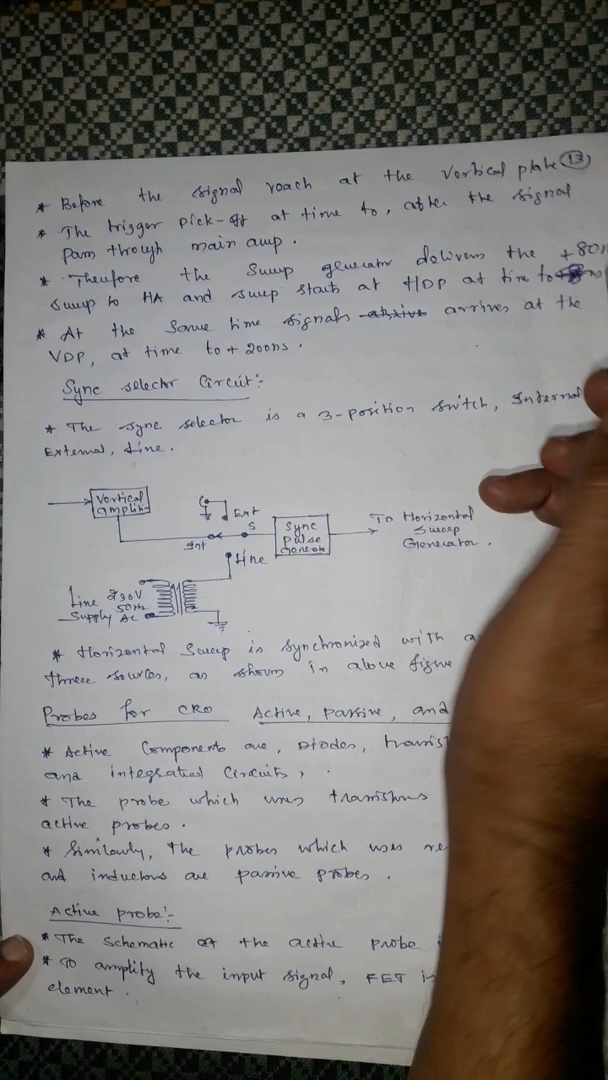 13
* Before the signal reach at the vertical plate
* The trigger pick-off at time to, after the signal
pass through main amp.
* Therefore the sweep generator delivers the +80n
sweep to HA and sweep starts at HDP at time to
* At the same time signals arrives at the
VDP, at time to + 200ns.
Sync selector Circuit:-
* The sync selector is a 3-position switch, Internal
External, Line.
Vertical
Amplifier
Ext
S
Int
Sync
Pulse
Generator
To Horizontal
Sweep
Generator.
Line
Line 230V
50Hz
Supply AC
* Horizontal Sweep is synchronized with a
threee sources, as shown in above figure
Probes for CRO Active, passive, and
* Active Components are, Diodes, transist
and integrated Circuits,
* The probe which uses transistors
active probes.
* Similarly, the probes which uses re
and inductors are passive probes.
Active probe:-
* The Schematic of the active probe i
* To amplify the input signal, FET is
element.